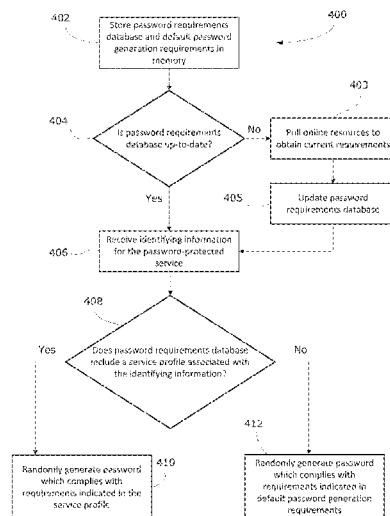 402
Store password requirements
database and default password
generation requirements in
memory
400
403
404
Is password requirements
database up-to-date?
No
Poll online resources to
obtain current requirements
Yes
405
Update password
requirements database
406
Receive identifying information
for the password-protected
service
408
Yes
Does password requirements database
include a service profile associated with
the identifying information?
No
412
Randomly generate password
which complies with
requirements indicated in the
service profile
410
Randomly generate password
which complies with
requirements indicated in
default password generation
requirements